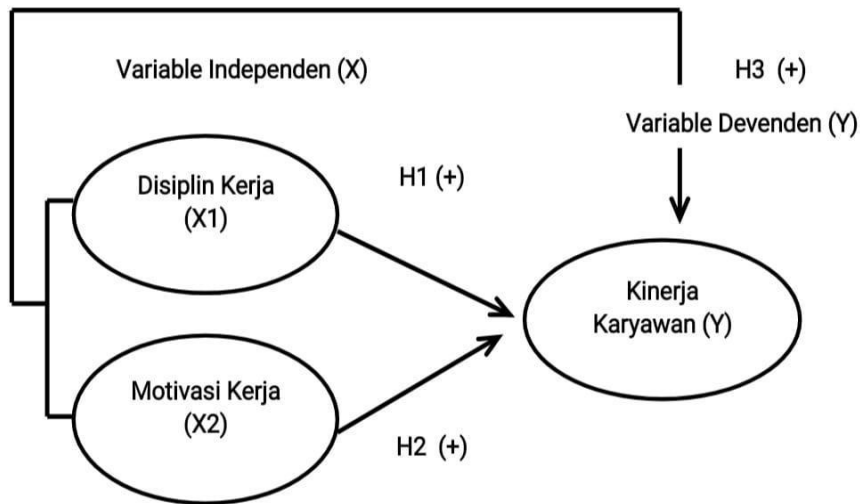 Variable Independen (X)
H3 (+)
Variable Devenden (Y)
Disiplin Kerja
(X1)
H1 (+)
Kinerja
Karyawan (Y)
Motivasi Kerja
(X2)
H2 (+)